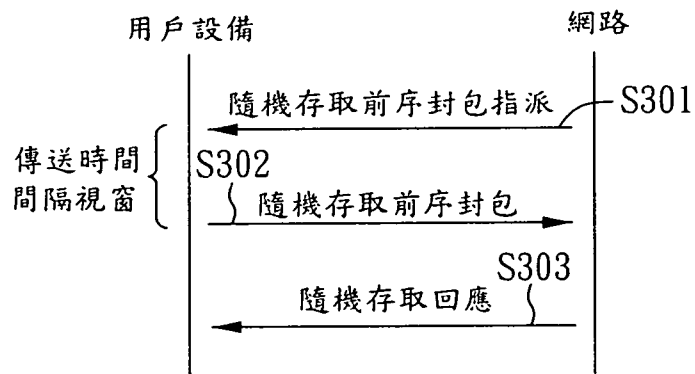 用戶設備
網路
隨機存取前序封包指派
S301
傳送時間
間隔視窗
S302
隨機存取前序封包
S303
隨機存取回應